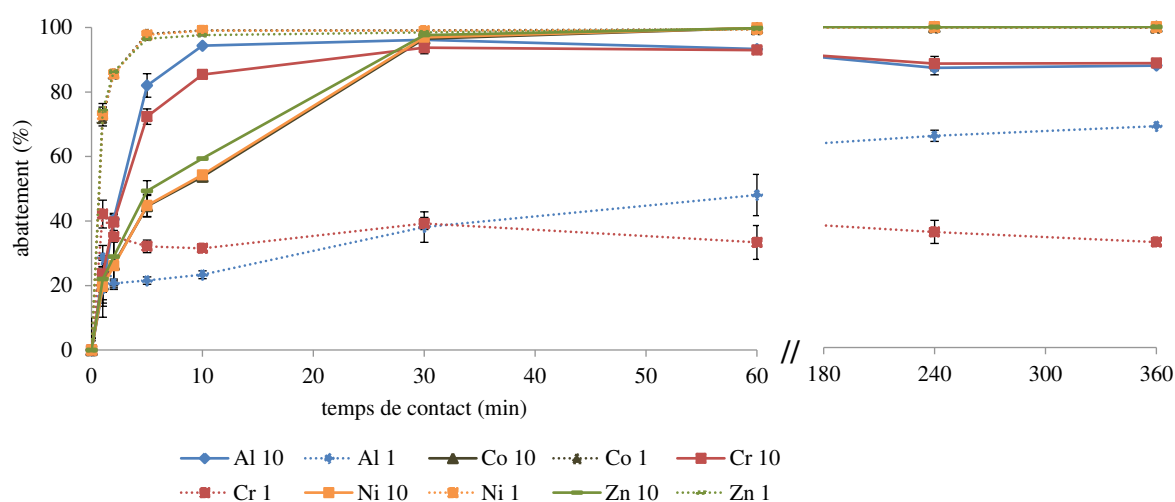 abattement (%)
100
80
60
40
20
0
0 10 20 30 40 50 60 // 180 240 300 360
temps de contact (min)
Al 10 Al 1 Co 10 Co 1 Cr 10
Cr 1 Ni 10 Ni 1 Zn 10 Zn 1